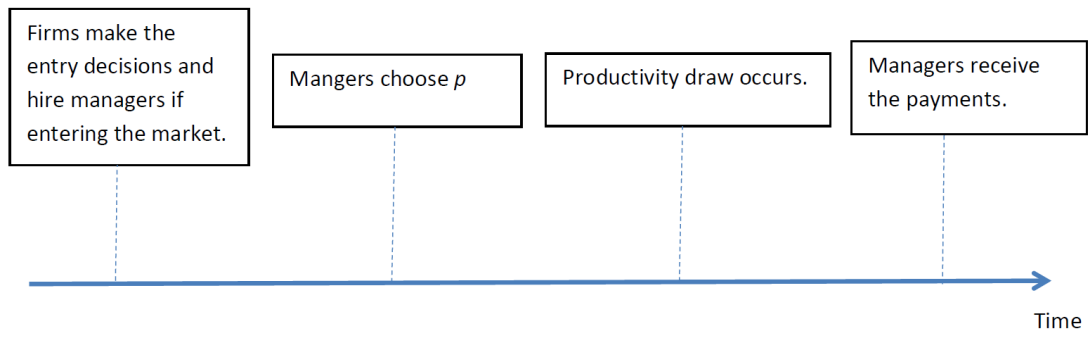 Firms make the
entry decisions and
hire managers if
entering the market.
Mangers choose p
Productivity draw occurs.
Managers receive
the payments.
Time